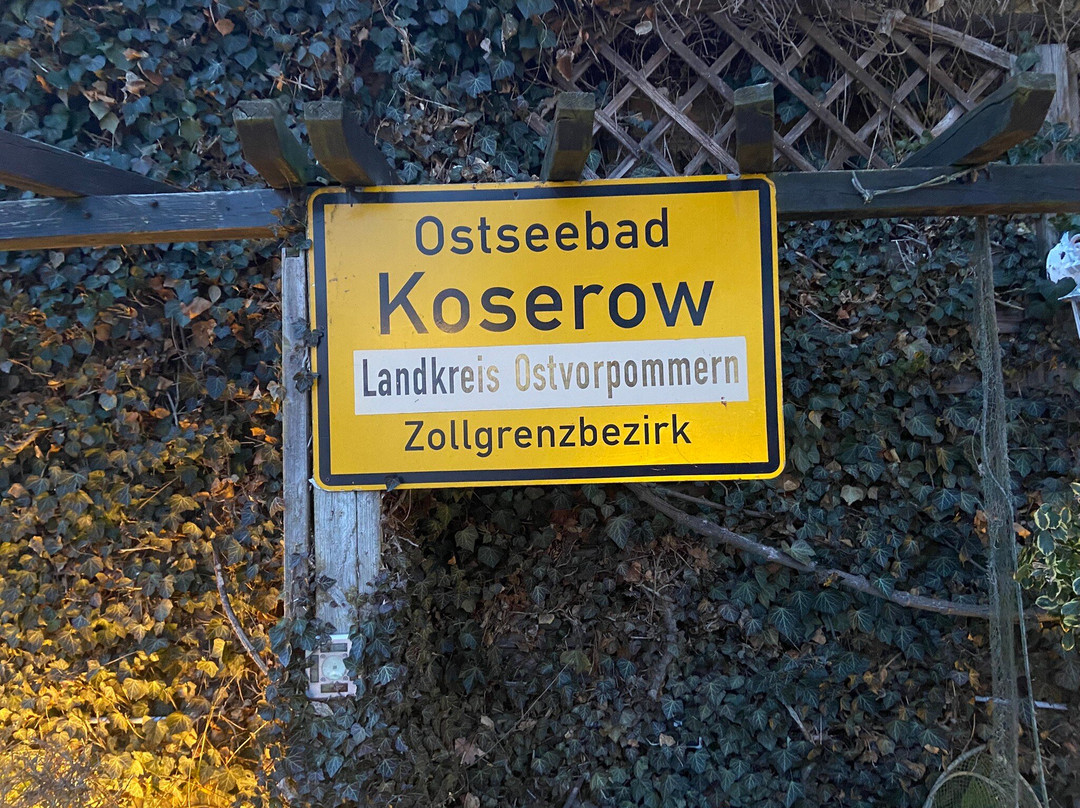 Ostseebad
Koserow
Landkreis Ostvorpommern
Zollgrenzbezirk